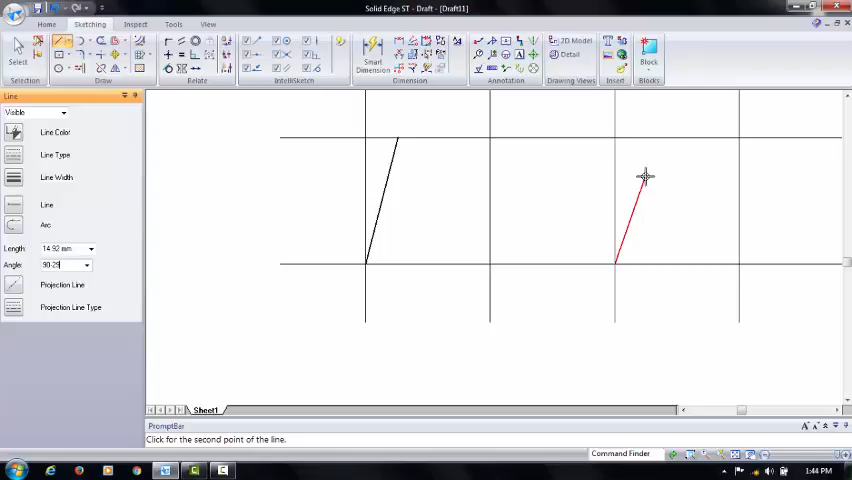 Solid Edge ST - Draft - [Draft11]
Home Sketching Inspect Tools View
Select
Smart Dimension
2D Model
Detail
Block
Selection Draw Relate IntelliSketch Dimension Annotation Drawing Views Insert Blocks
Line
Visible
Line Color
Line Type
Line Width
Line
Arc
Length: 14.92 mm
Angle: 90-25
Projection Line
Projection Line Type
Sheet1
PromptBar
Click for the second point of the line.
Command Finder
1:44 PM